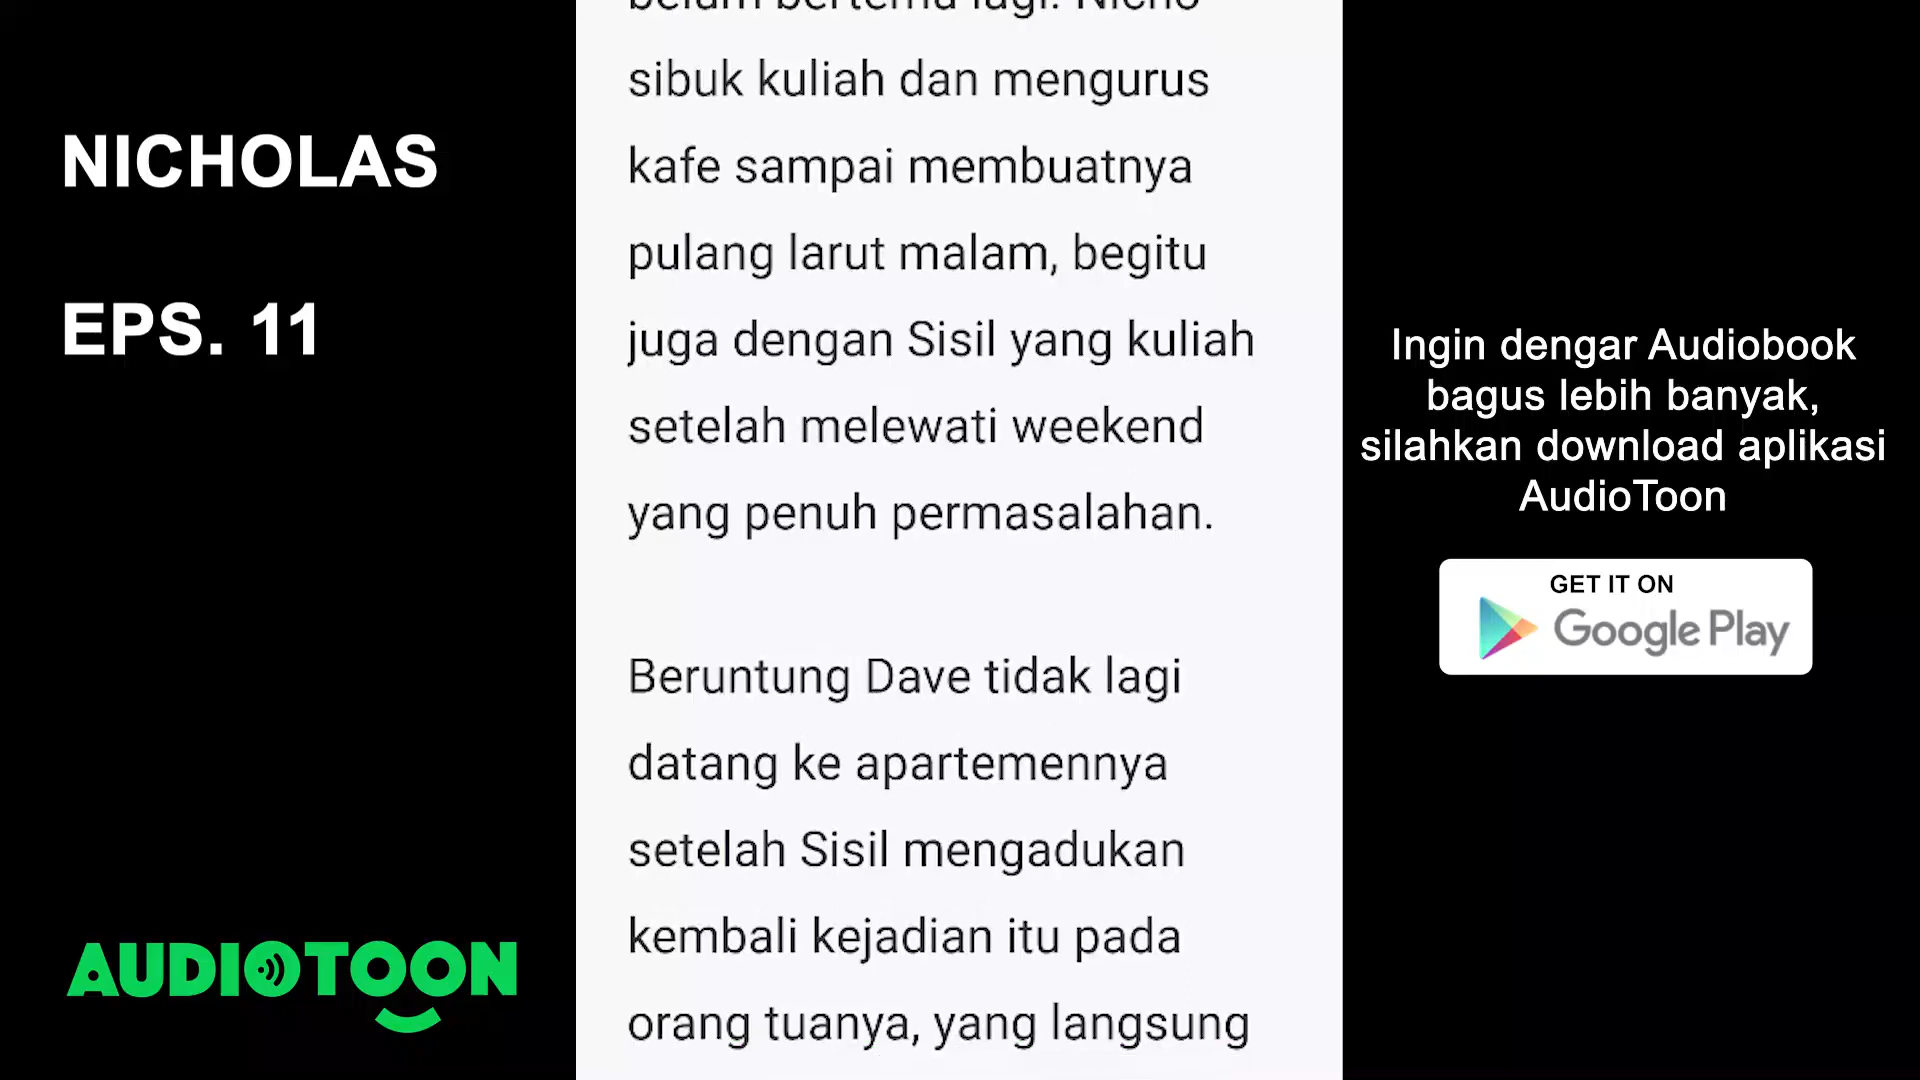 NICHOLAS
EPS. 11
AUDIOTOON
sibuk kuliah dan mengurus
kafe sampai membuatnya
pulang larut malam, begitu
juga dengan Sisil yang kuliah
setelah melewati weekend
yang penuh permasalahan.
Beruntung Dave tidak lagi
datang ke apartemennya
setelah Sisil mengadukan
kembali kejadian itu pada
orang tuanya, yang langsung
Ingin dengar Audiobook
bagus lebih banyak,
silahkan download aplikasi
AudioToon
GET IT ON
Google Play